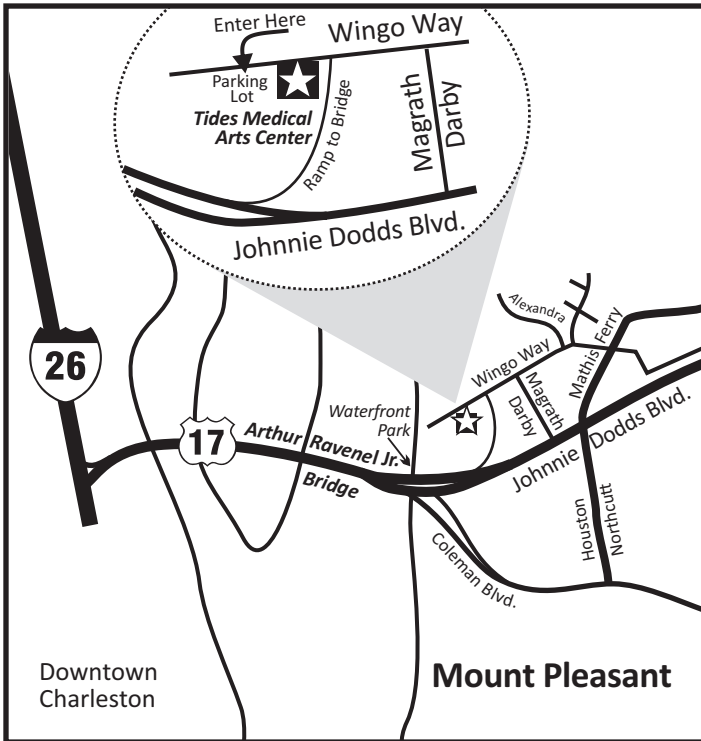 Enter Here
Wingo Way
Parking
Lot
Tides Medical
Arts Center
Ramp to Bridge
Magrath
Darby
Johnnie Dodds Blvd.
26
17
Arthur Ravenel Jr.
Bridge
Waterfront
Park
Alexandra
Wingo Way
Mathis Ferry
Magrath
Darby
Johnnie Dodds Blvd.
Houston
Northcutt
Coleman Blvd.
Downtown
Charleston
Mount Pleasant